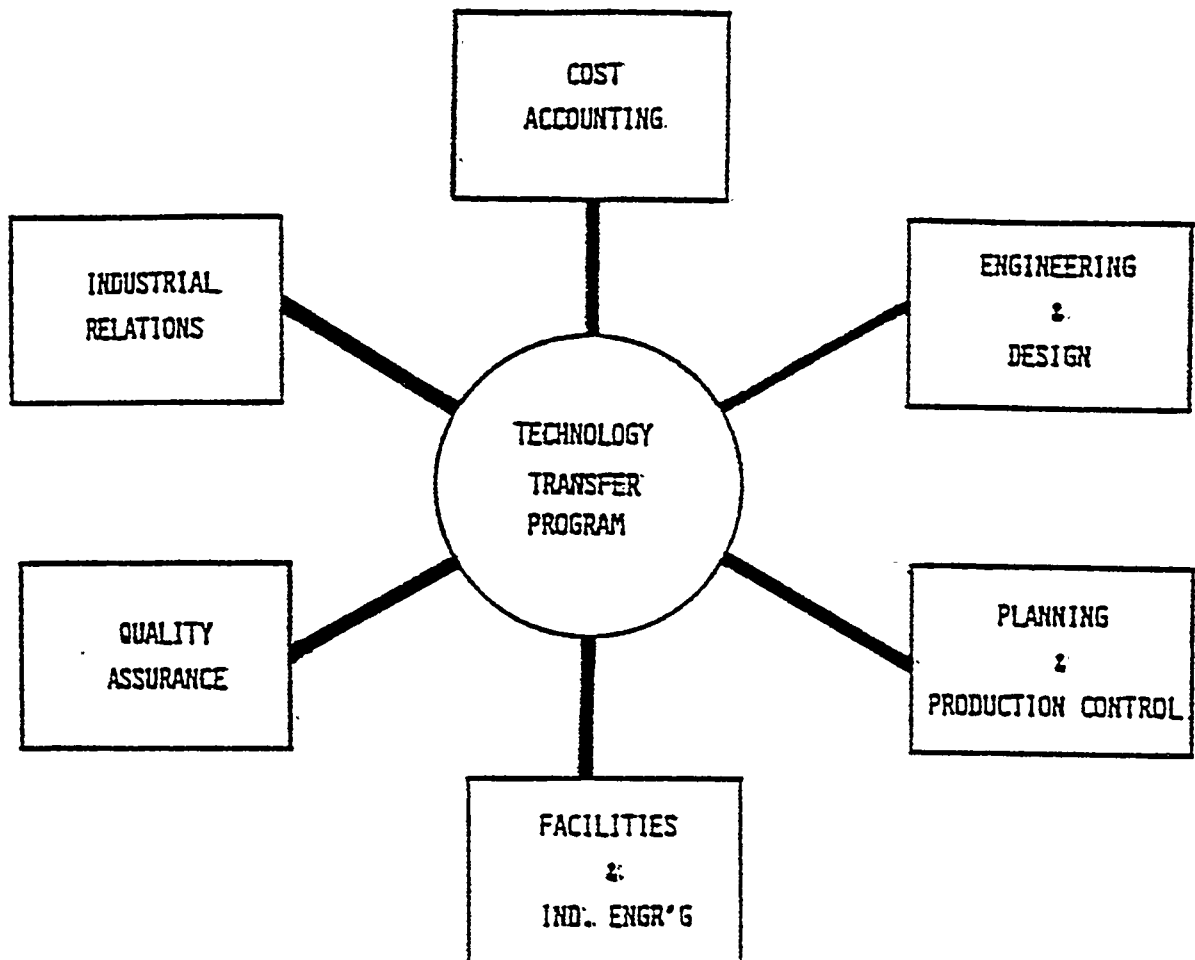 COST
ACCOUNTING
INDUSTRIAL
RELATIONS
ENGINEERING
&
DESIGN
TECHNOLOGY
TRANSFER
PROGRAM
QUALITY
ASSURANCE
PLANNING
&
PRODUCTION CONTROL
FACILITIES
&
IND. ENGR'G